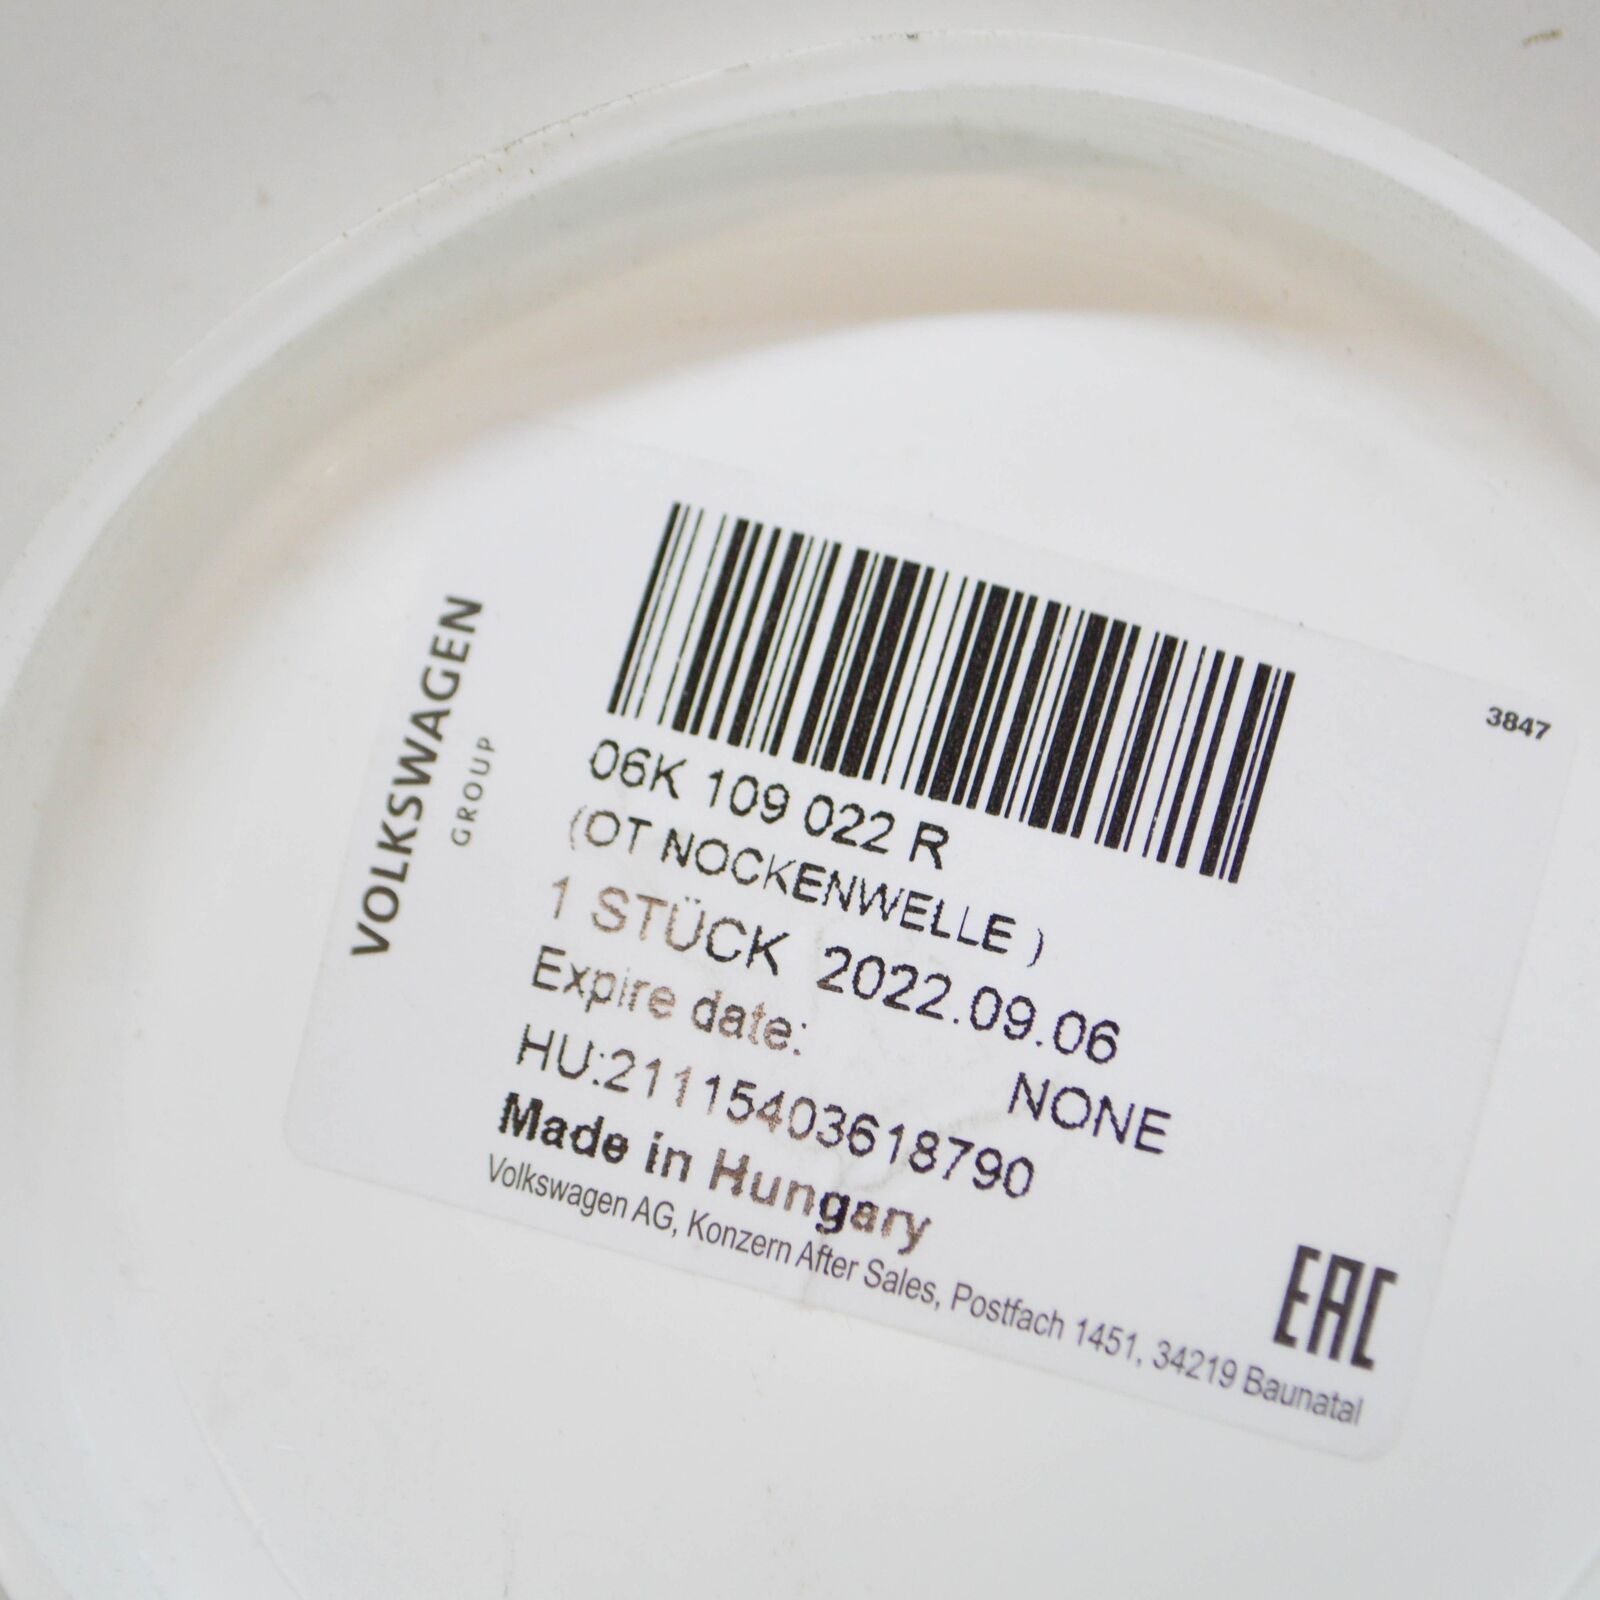 VOLKSWAGEN
GROUP
3847
06K 109 022 R
(OT NOCKENWELLE )
1 STÜCK 2022.09.06
Expire date: NONE
HU:21115403618790
Made in Hungary
Volkswagen AG, Konzern After Sales, Postfach 1451, 34219 Baunatal
EAC